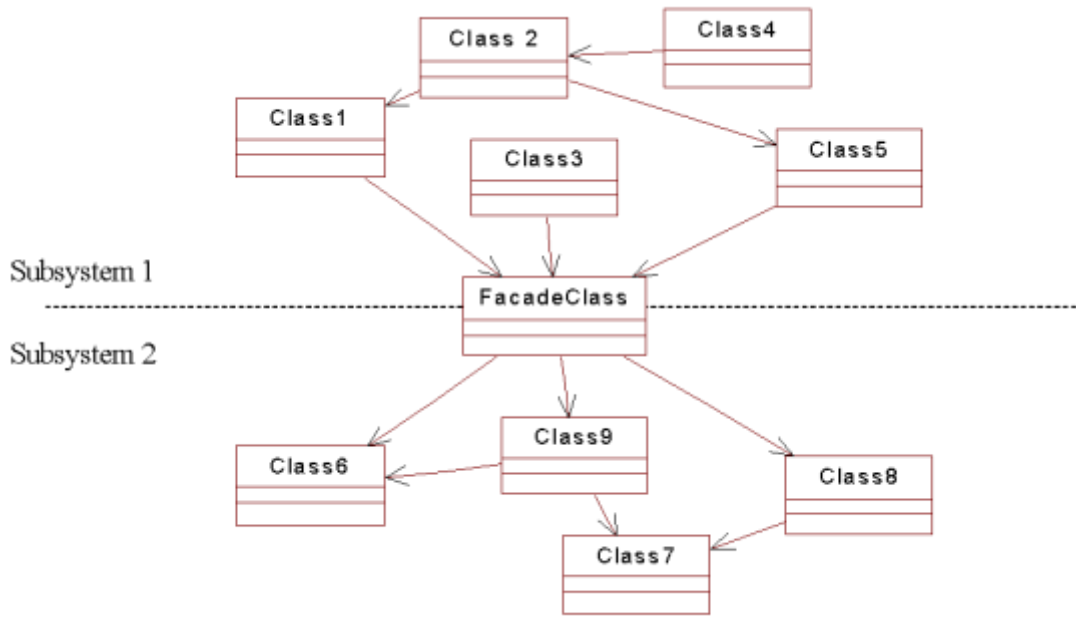 Class 2
Class4
Class1
Class3
Class5
Subsystem 1
FacadeClass
Subsystem 2
Class9
Class6
Class8
Class7